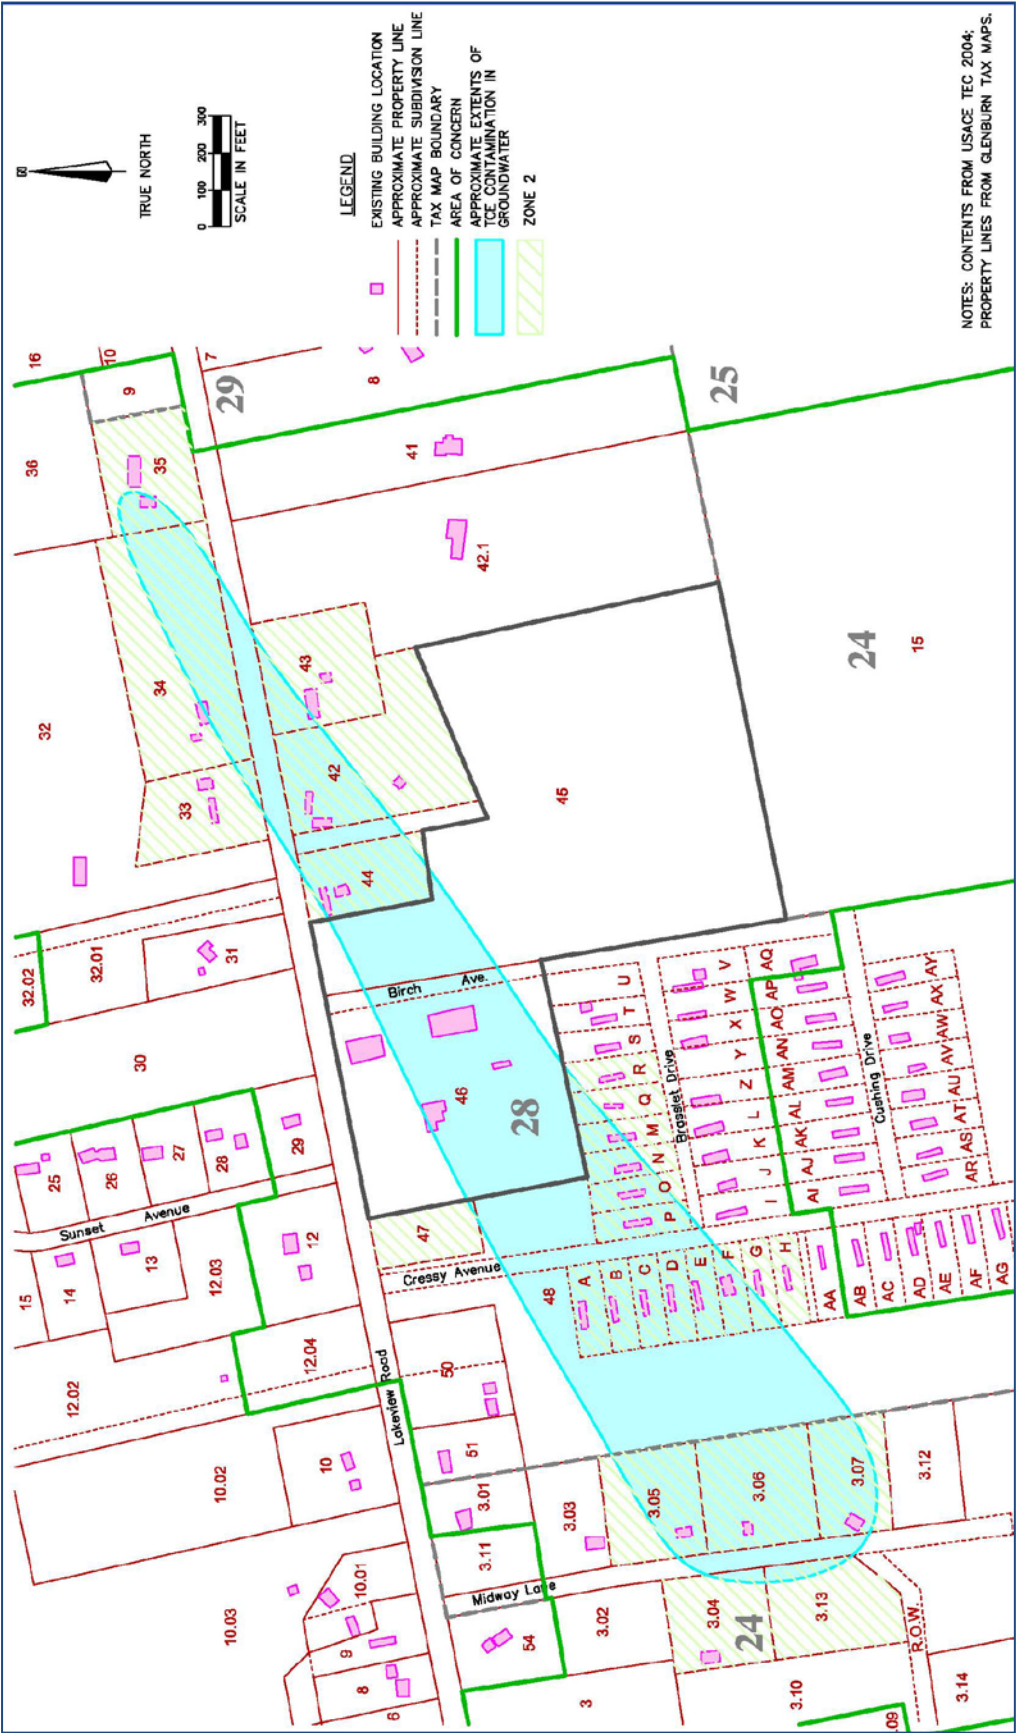 TRUE NORTH
0 100 200 300
SCALE IN FEET
LEGEND
EXISTING BUILDING LOCATION
APPROXIMATE PROPERTY LINE
APPROXIMATE SUBDIVISION LINE
TAX MAP BOUNDARY
AREA OF CONCERN
APPROXIMATE EXTENTS OF
TCE CONTAMINATION IN
GROUNDWATER
ZONE 2
NOTES: CONTENTS FROM USACE TEC 2004;
PROPERTY LINES FROM GLENBURN TAX MAPS.
16
10
9
7
29
8
25
36
35
41
42.1
32
34
43
33
42
45
24
15
44
32.02
32.01
31
30
Birch Ave.
46
28
25
26
27
28
29
Sunset Avenue
15
14
13
12
12.03
12.04
12.02
47
Cressy Avenue
48
Lakeview Road
50
51
10
10.02
10.03
10.01
9
8
6
3.01
3.11
3.03
3.05
3.06
3.07
3.12
Midway Lane
54
3.02
3.04
24
3.13
R.O.W.
3
3.10
.09
3.14
U
T
S
R
Q
M
N
O
P
Brasslet Drive
V
W
X
Y
Z
L
K
J
I
A
B
C
D
E
F
G
H
AQ
AP
AO
AN
AM
AL
AK
AJ
AI
Cushing Drive
AY
AX
AW
AV
AU
AT
AS
AR
AA
AB
AC
AD
AE
AF
AG